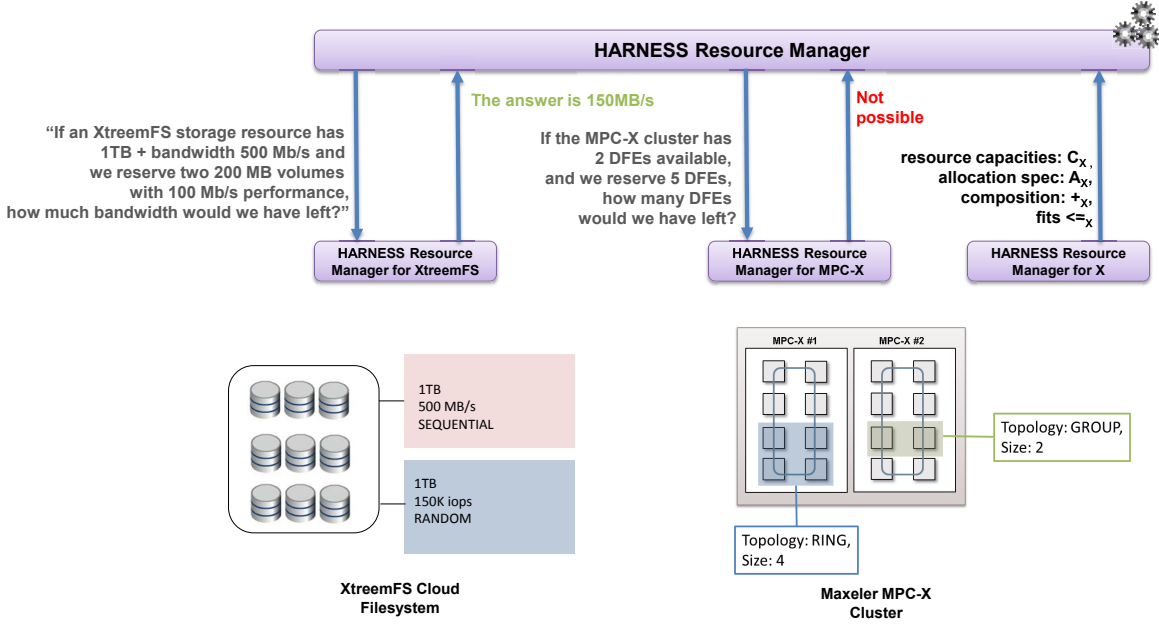 HARNESS Resource Manager
The answer is 150MB/s
Not
possible
“If an XtreemFS storage resource has
1TB + bandwidth 500 Mb/s and
we reserve two 200 MB volumes
with 100 Mb/s performance,
how much bandwidth would we have left?”
If the MPC-X cluster has
2 DFEs available,
and we reserve 5 DFEs,
how many DFEs
would we have left?
resource capacities: CX ,
allocation spec: AX,
composition: +X,
fits <=X
HARNESS Resource
Manager for XtreemFS
HARNESS Resource
Manager for MPC-X
HARNESS Resource
Manager for X
1TB
500 MB/s
SEQUENTIAL
1TB
150K iops
RANDOM
XtreemFS Cloud
Filesystem
MPC-X #1
MPC-X #2
Topology: GROUP,
Size: 2
Topology: RING,
Size: 4
Maxeler MPC-X
Cluster